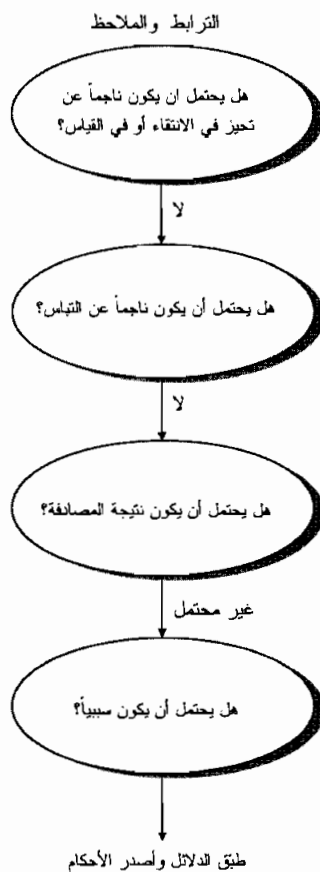 الترابط والملاحظ
هل يحتمل ان يكون ناجماً عن
تحيز في الانتقاء أو في القياس؟
لا
هل يحتمل أن يكون ناجماً عن التباس؟
لا
هل يحتمل أن يكون نتيجة المصادفة؟
غير محتمل
هل يحتمل أن يكون سببياً؟
طبّق الدلائل وأصدر الأحكام